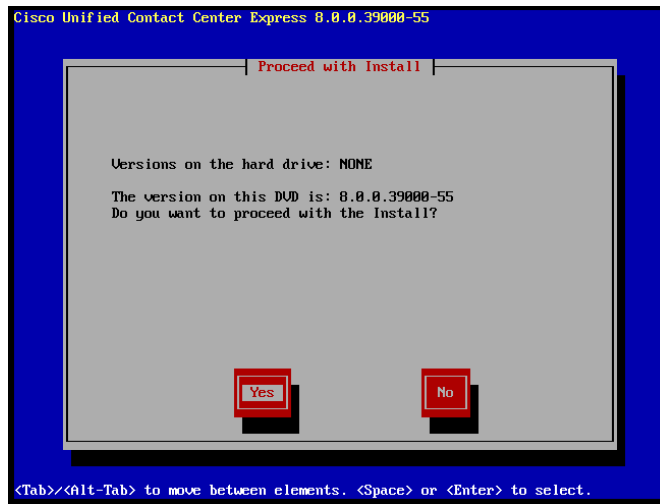 Cisco Unified Contact Center Express 8.0.0.39000-55
Proceed with Install
Versions on the hard drive: NONE
The version on this DVD is: 8.0.0.39000-55
Do you want to proceed with the Install?
Yes No
<Tab>/<Alt-Tab> to move between elements. <Space> or <Enter> to select.